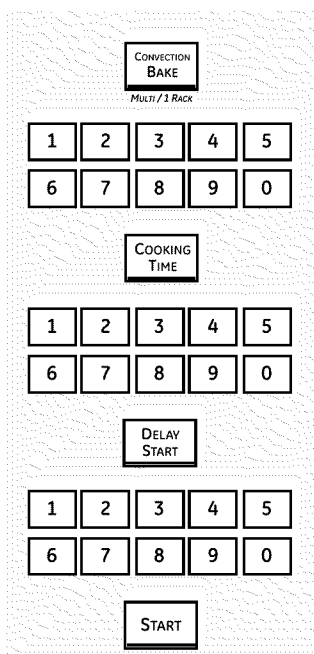 CONVECTION
BAKE
MULTI / 1 RACK
1 2 3 4 5
6 7 8 9 0
COOKING
TIME
1 2 3 4 5
6 7 8 9 0
DELAY
START
1 2 3 4 5
6 7 8 9 0
START